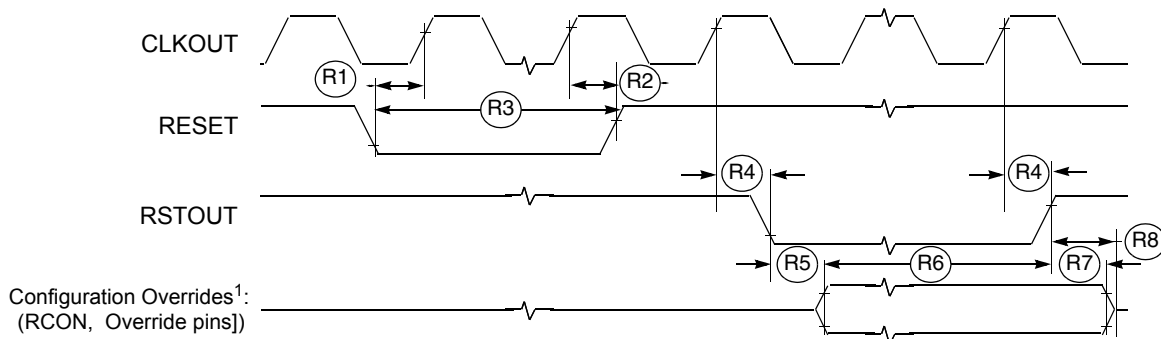 CLKOUT
R1
R2
R3
RESET
R4
R4
RSTOUT
R8
R5
R6
R7
Configuration Overrides1:
(RCON, Override pins])